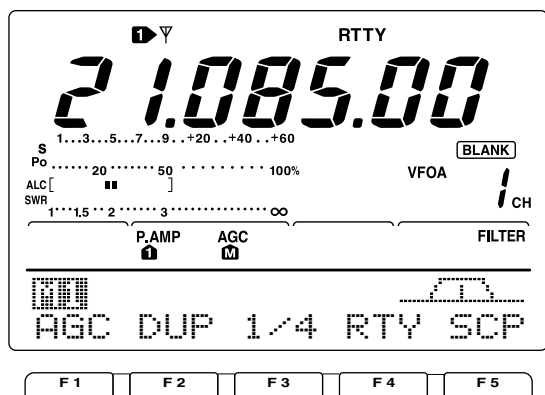 1 RTTY
21.085.00
S 1...3...5...7...9..+20..+40..+60
BLANK
Po 20 50 100%
VFOA 1 CH
ALC
SWR 1 1.5 2 3 ∞
P.AMP AGC FILTER
1 M
M1
AGC DUP 1/4 RTY SCP
F1 F2 F3 F4 F5